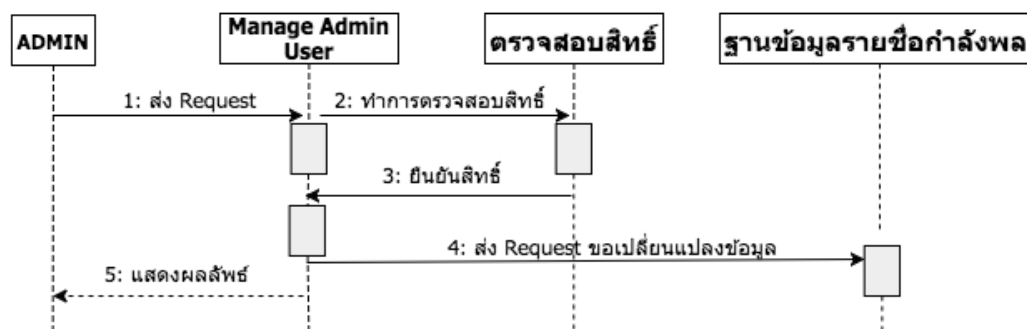 ADMIN
Manage Admin
User
ตรวจสอบสิทธิ์
ฐานข้อมูลรายชื่อกำลังพล
1: ส่ง Request
2: ทำการตรวจสอบสิทธิ์
3: ยืนยันสิทธิ์
4: ส่ง Request ขอเปลี่ยนแปลงข้อมูล
5: แสดงผลลัพธ์